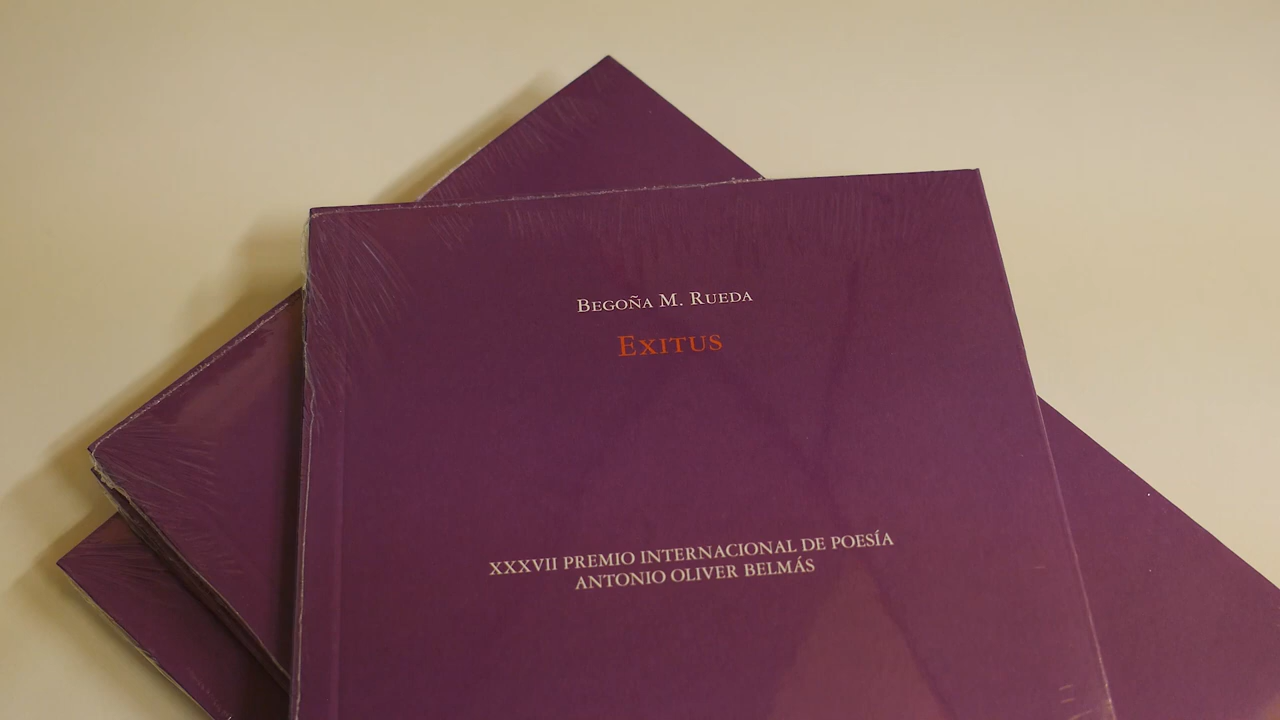 Begoña M. Rueda
Exitus
XXXVII PREMIO INTERNACIONAL DE POESÍA
ANTONIO OLIVER BELMÁS